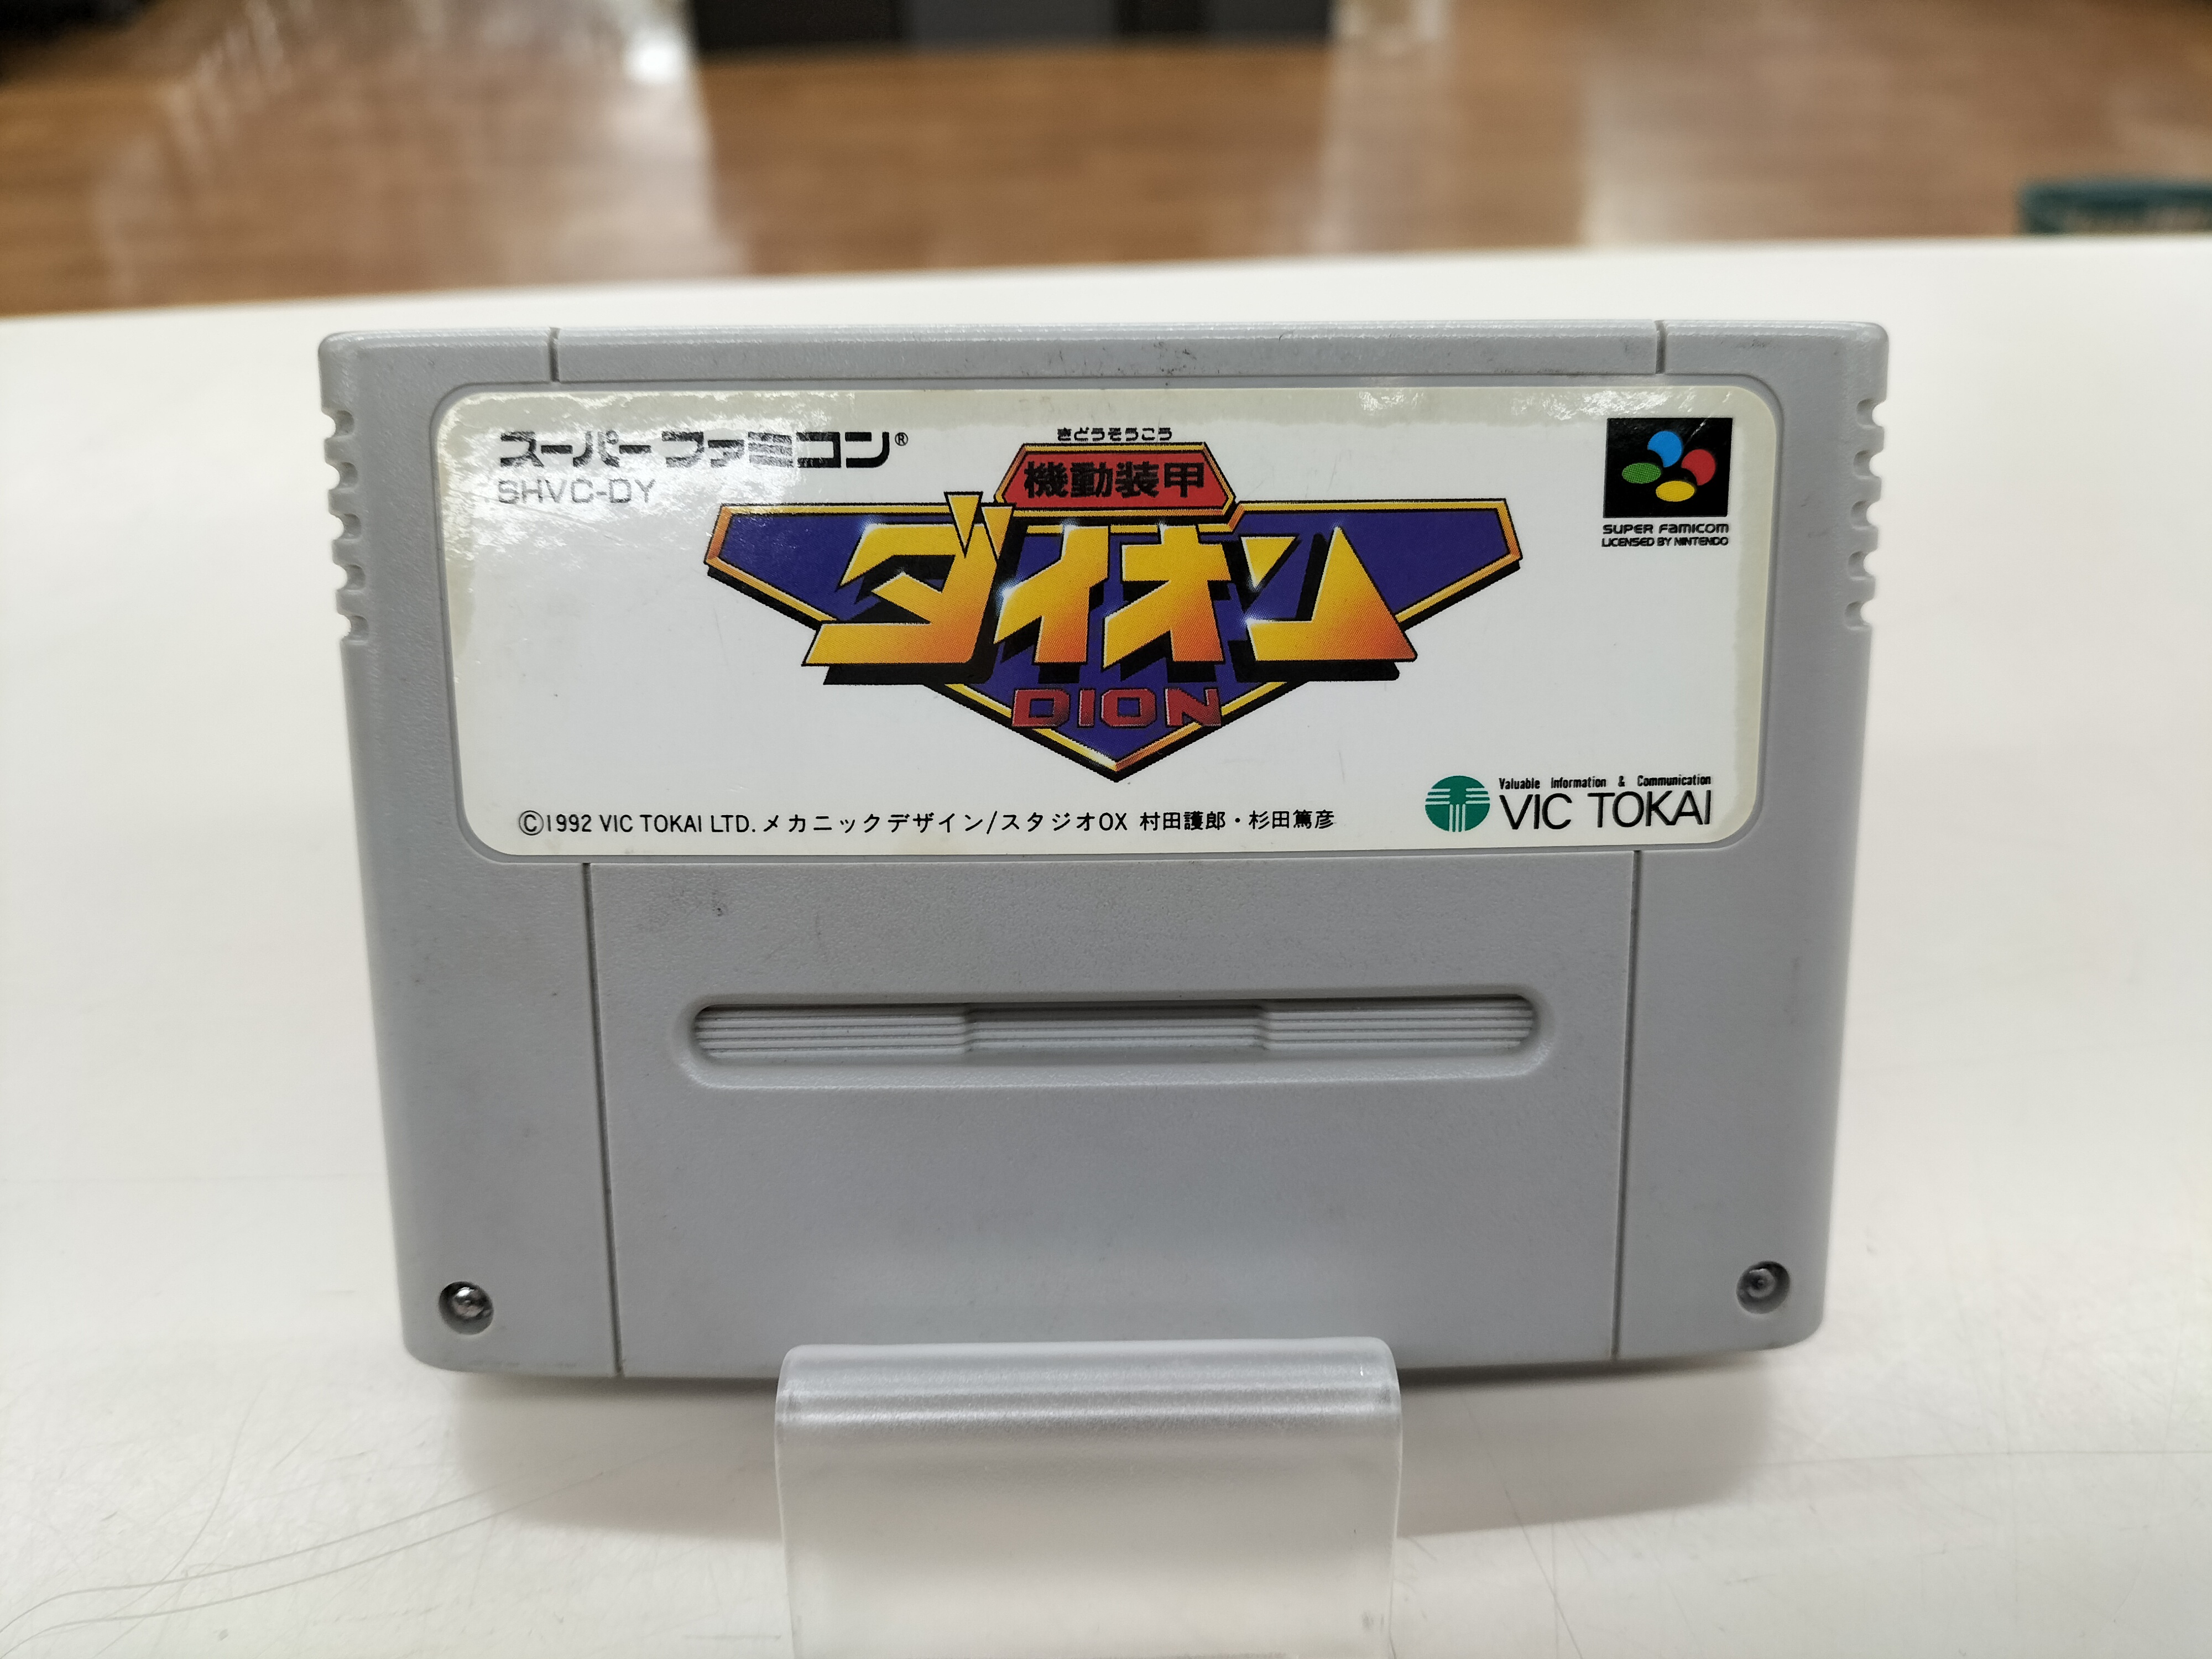 スーパーファミコン®
SHVC-DY
きどうそうこう
機動装甲
ダイオン
DION
SUPER FAMICOM
LICENSED BY NINTENDO
©1992 VIC TOKAI LTD. メカニックデザイン/スタジオOX 村田護郎・杉田篤彦
Valuable Information & Communication
VIC TOKAI